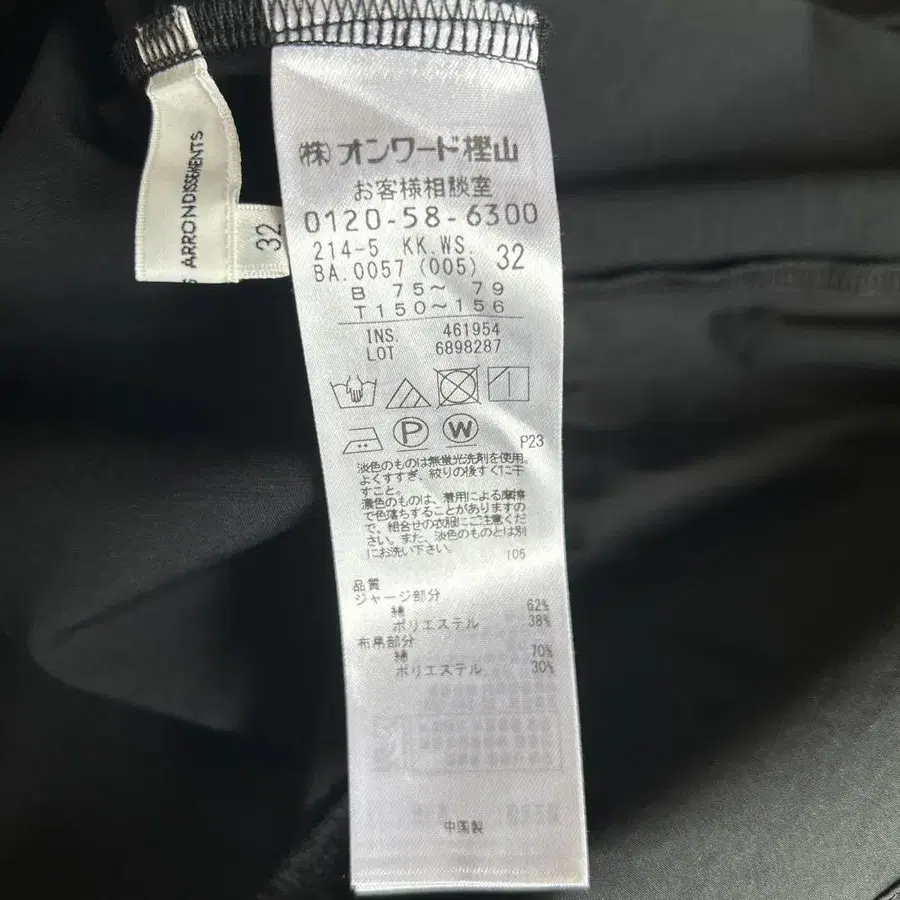 ARRONDISSEMENTS
32
㈱オンワード樫山
お客様相談室
0120-58-6300
214-5 KK.WS.
BA.0057 (005) 32
B 75～ 79
T150～156
INS. 461954
LOT 6898287
P
W
P23
淡色のものは無蛍光洗剤を使用。
よくすすぎ、絞りの後すぐに干
すこと。
濃色のものは、着用による摩擦
で色落ちすることがありますの
で、組合せの衣服にご注意くだ
さい。また、淡色のものとは別
にお洗い下さい。
105
品質
ジャージ部分
綿 62%
ポリエステル 38%
布帛部分
綿 70%
ポリエステル 30%
中国製